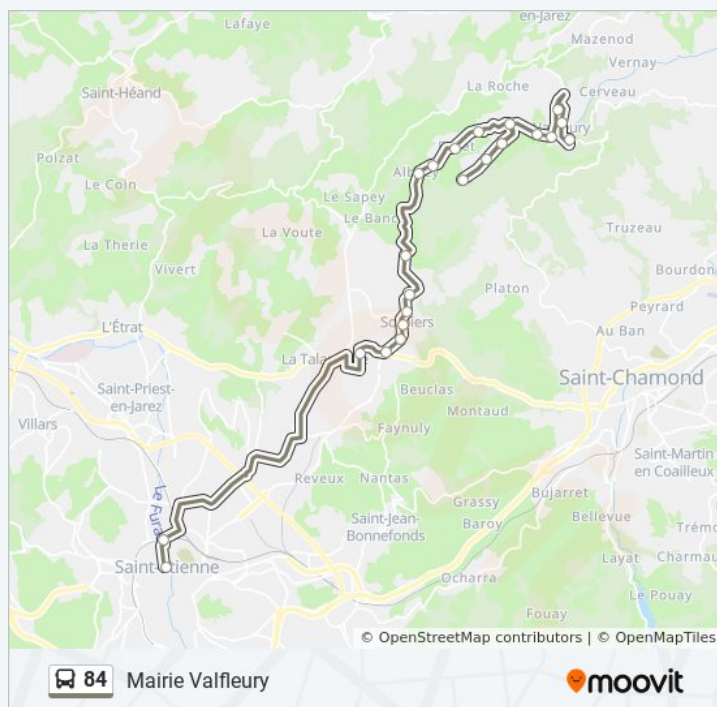 Lafaye
en-Jarez
Mazenod
Vernay
La Roche
Cerveau
Saint-Héand
Polzat
Le Coin
Le Sapey
Le Banc
La Voute
La Therie
Vivert
Truzeau
Bourdon
Platon
Peyrard
L'Étrat
Au Ban
La Tala
Saint-Chamond
Saint-Priest-
en-Jarez
Beuclas
Montaud
Villars
Faynuly
Saint-Martin
en Coailleux
Reveux
Nantas
Bujarret
Grassy
Le Furan
Saint-Jean-
Bonnefonds
Baroy
Bellevue
Trémo
Layat
Charmau
Ocharra
Le Pouay
Fouay
© OpenStreetMap contributors | © OpenMapTiles
84 Mairie Valfleury
moovit